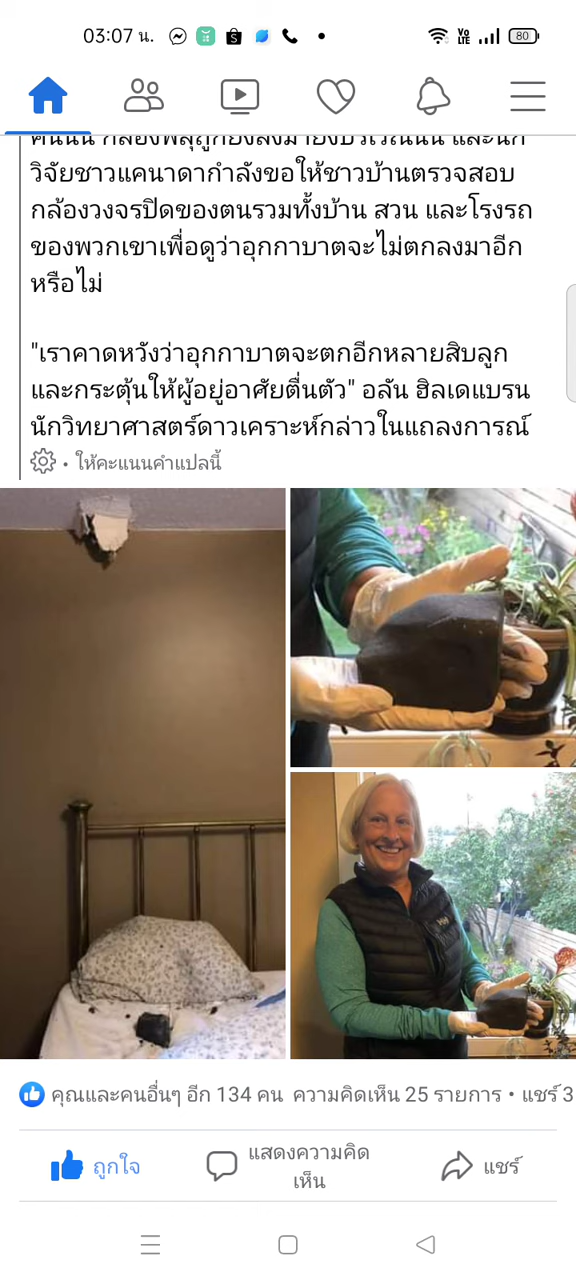 03:07 น.
80
วิจัยชาวแคนาดากำลังขอให้ชาวบ้านตรวจสอบ
กล้องวงจรปิดของตนรวมทั้งบ้าน สวน และโรงรถ
ของพวกเขาเพื่อดูว่าอุกกาบาตจะไม่ตกลงมาอีก
หรือไม่
"เราคาดหวังว่าอุกกาบาตจะตกอีกหลายสิบลูก
และกระตุ้นให้ผู้อยู่อาศัยตื่นตัว" อลัน ฮิลเดแบรน
นักวิทยาศาสตร์ดาวเคราะห์กล่าวในแถลงการณ์
• ให้คะแนนคำแปลนี้
คุณและคนอื่นๆ อีก 134 คน ความคิดเห็น 25 รายการ • แชร์ 3
ถูกใจ
แสดงความคิด
เห็น
แชร์